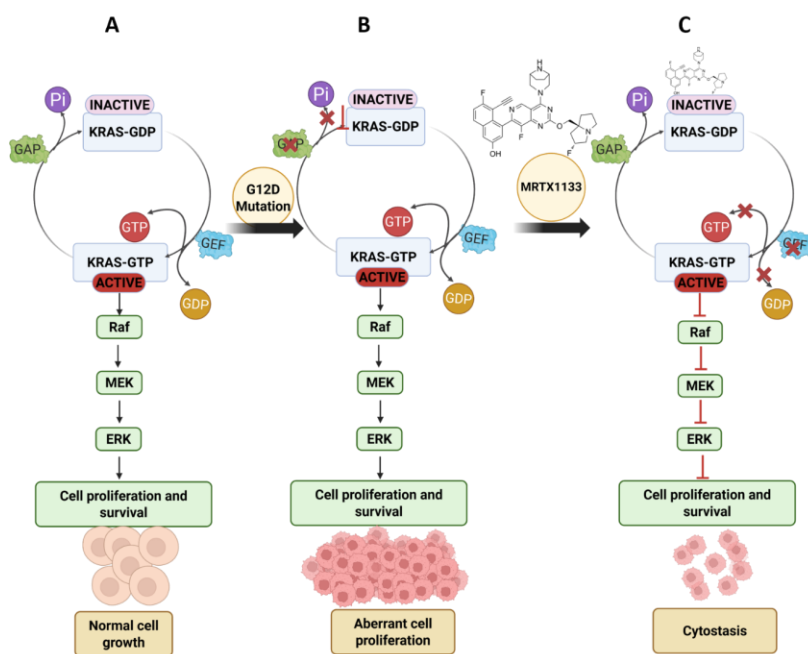 A
Pi
INACTIVE
KRAS-GDP
GAP
GTP
GEF
KRAS-GTP
ACTIVE
GDP
Raf
MEK
ERK
Cell proliferation and
survival
Normal cell
growth
G12D
Mutation
B
Pi
INACTIVE
KRAS-GDP
GAP
GTP
GEF
KRAS-GTP
ACTIVE
GDP
Raf
MEK
ERK
Cell proliferation and
survival
Aberrant cell
proliferation
H
N
F
N
N
N
O
N
F
N
F
OH
MRTX1133
C
Pi
INACTIVE
KRAS-GDP
GAP
GTP
GEF
KRAS-GTP
ACTIVE
GDP
Raf
MEK
ERK
Cell proliferation and
survival
Cytostasis